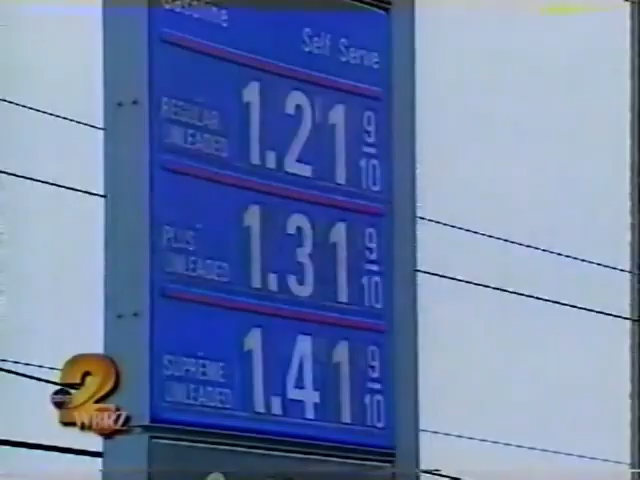 Gasoline
Self Serve
REGULAR
UNLEADED
1.21 9/10
PLUS
UNLEADED
1.31 9/10
SUPREME
UNLEADED
1.41 9/10
2
WBRZ